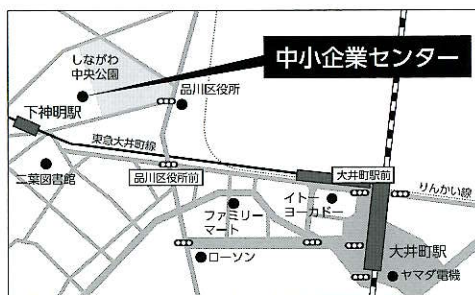 しながわ
中央公園
中小企業センター
下神明駅
品川区役所
東急大井町線
大井町駅前
りんかい線
二葉図書館
品川区役所前
イトー
ヨーカドー
ファミリー
マート
大井町駅
ローソン
ヤマダ電機